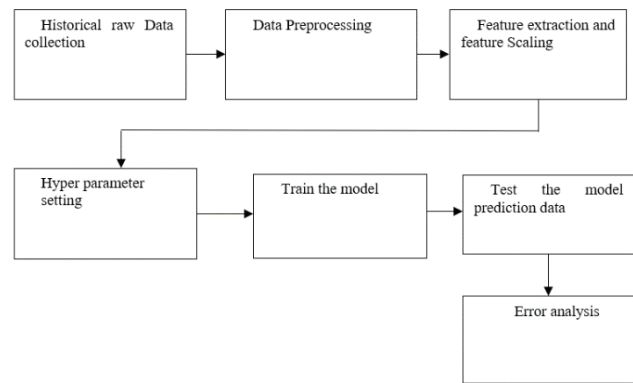 Historical raw Data
collection
Data Preprocessing
Feature extraction and
feature Scaling
Hyper parameter
setting
Train the model
Test the model
prediction data
Error analysis